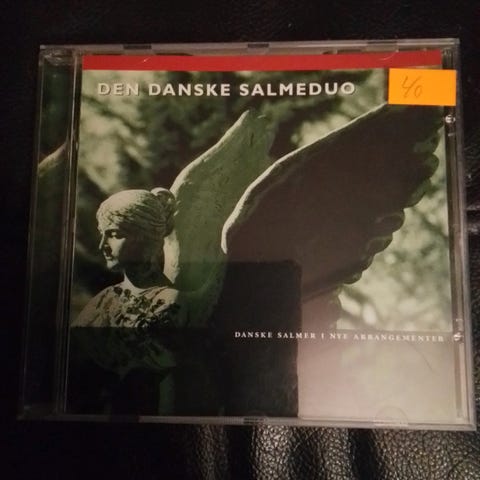 DEN DANSKE SALMEDUO
40
DANSKE SALMER I NYE ARRANGEMENTER